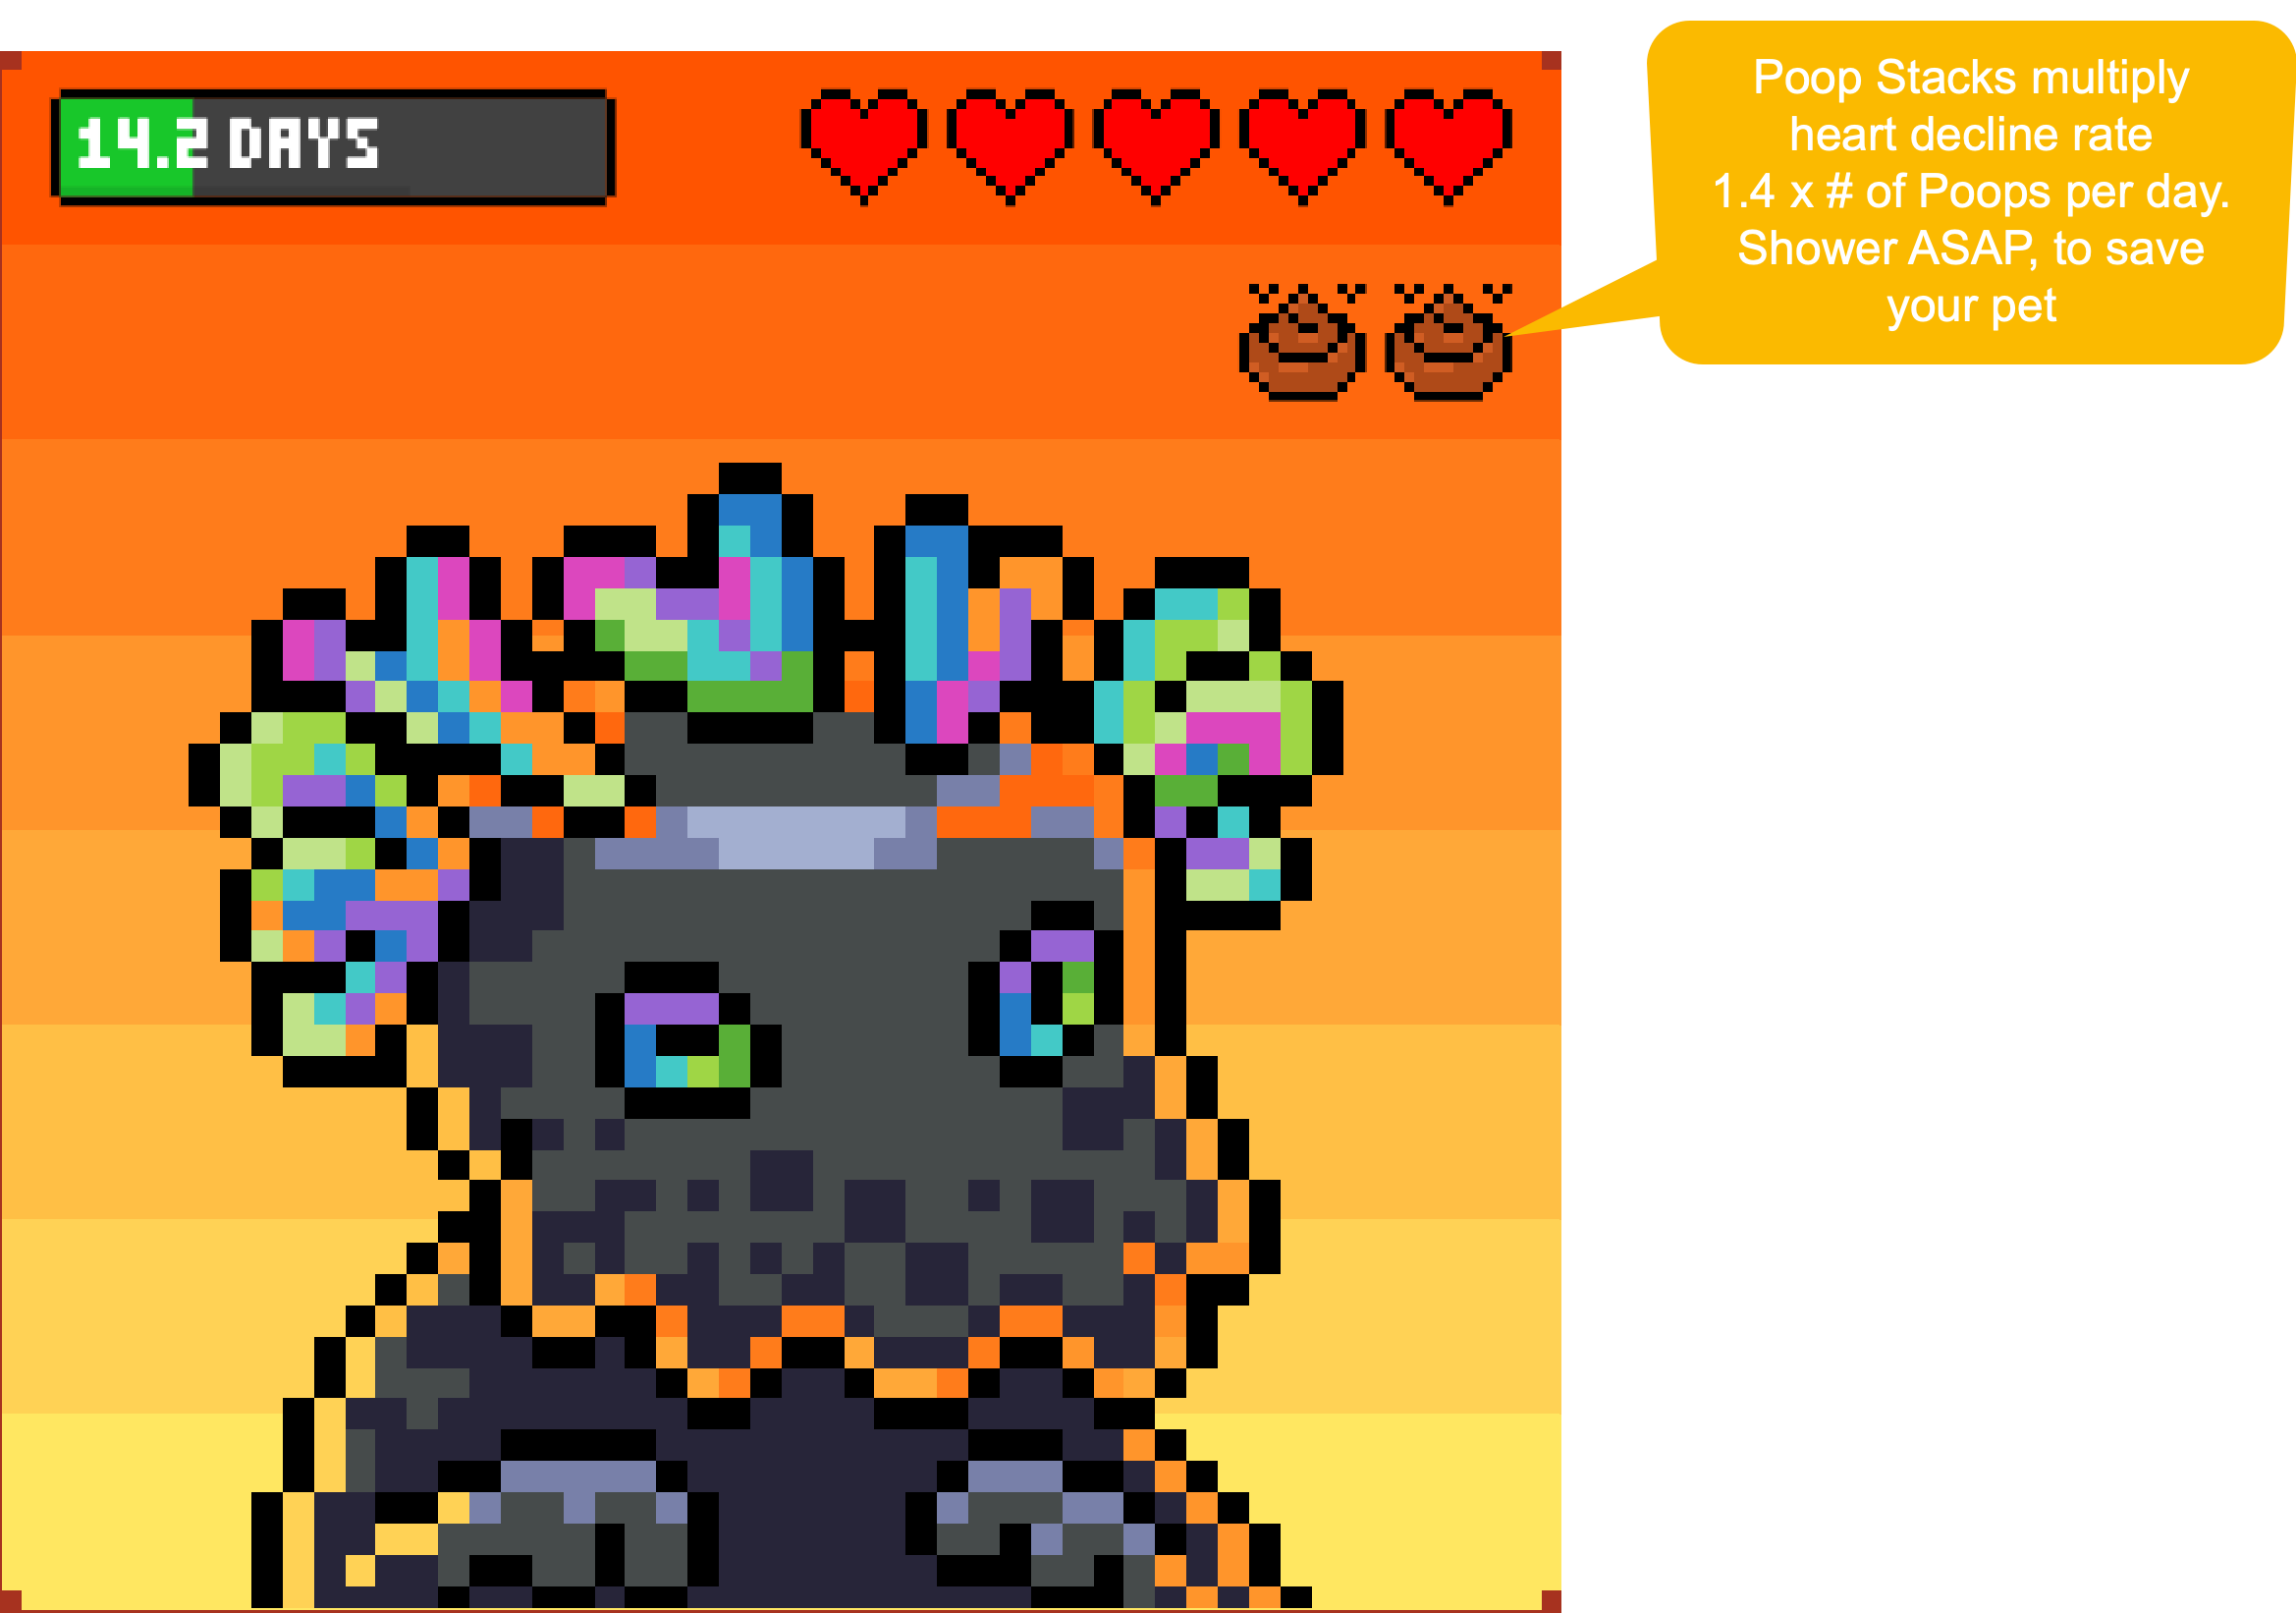 14.2 DAYS
Poop Stacks multiply
heart decline rate
1.4 x # of Poops per day.
Shower ASAP, to save
your pet